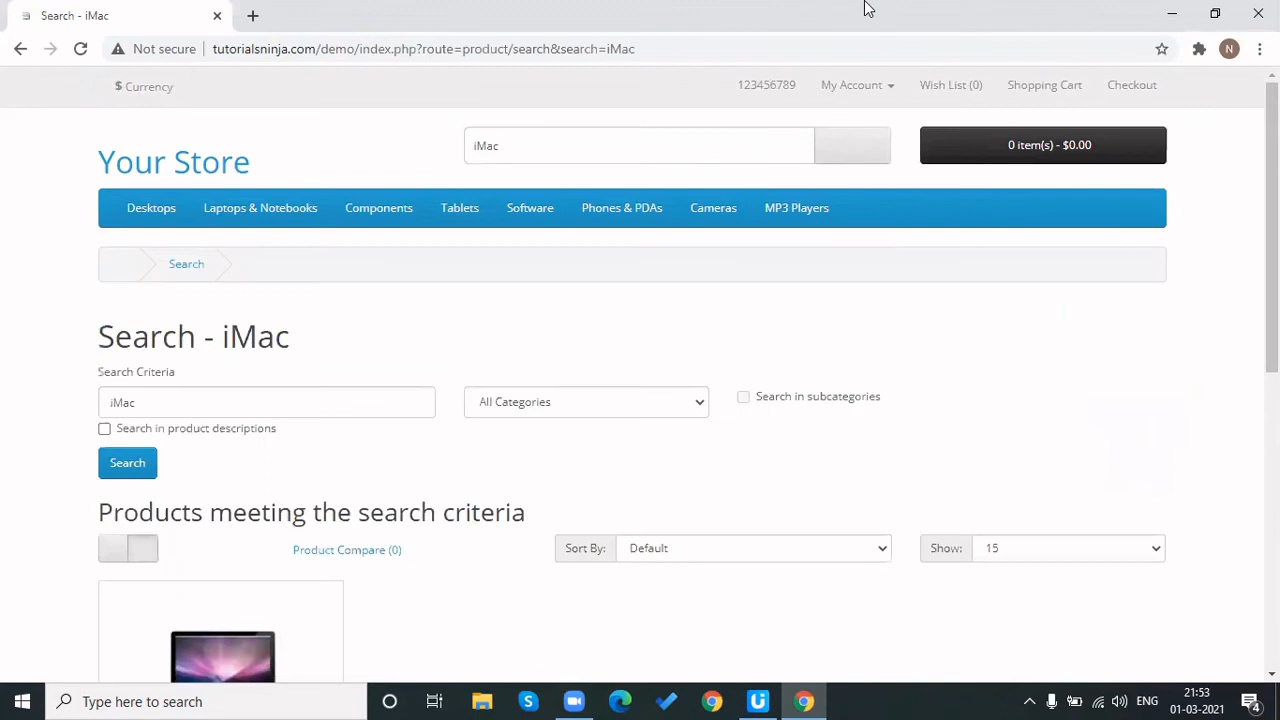 Search - iMac
Not secure tutorialsninja.com/demo/index.php?route=product/search&search=iMac N
$ Currency 123456789 My Account Wish List (0) Shopping Cart Checkout
Your Store iMac 0 item(s) - $0.00
Desktops Laptops & Notebooks Components Tablets Software Phones & PDAs Cameras MP3 Players
Search
Search - iMac
Search Criteria
iMac All Categories Search in subcategories
Search in product descriptions
Search
Products meeting the search criteria
Product Compare (0) Sort By: Default Show: 15
Type here to search ENG 21:53 01-03-2021 4